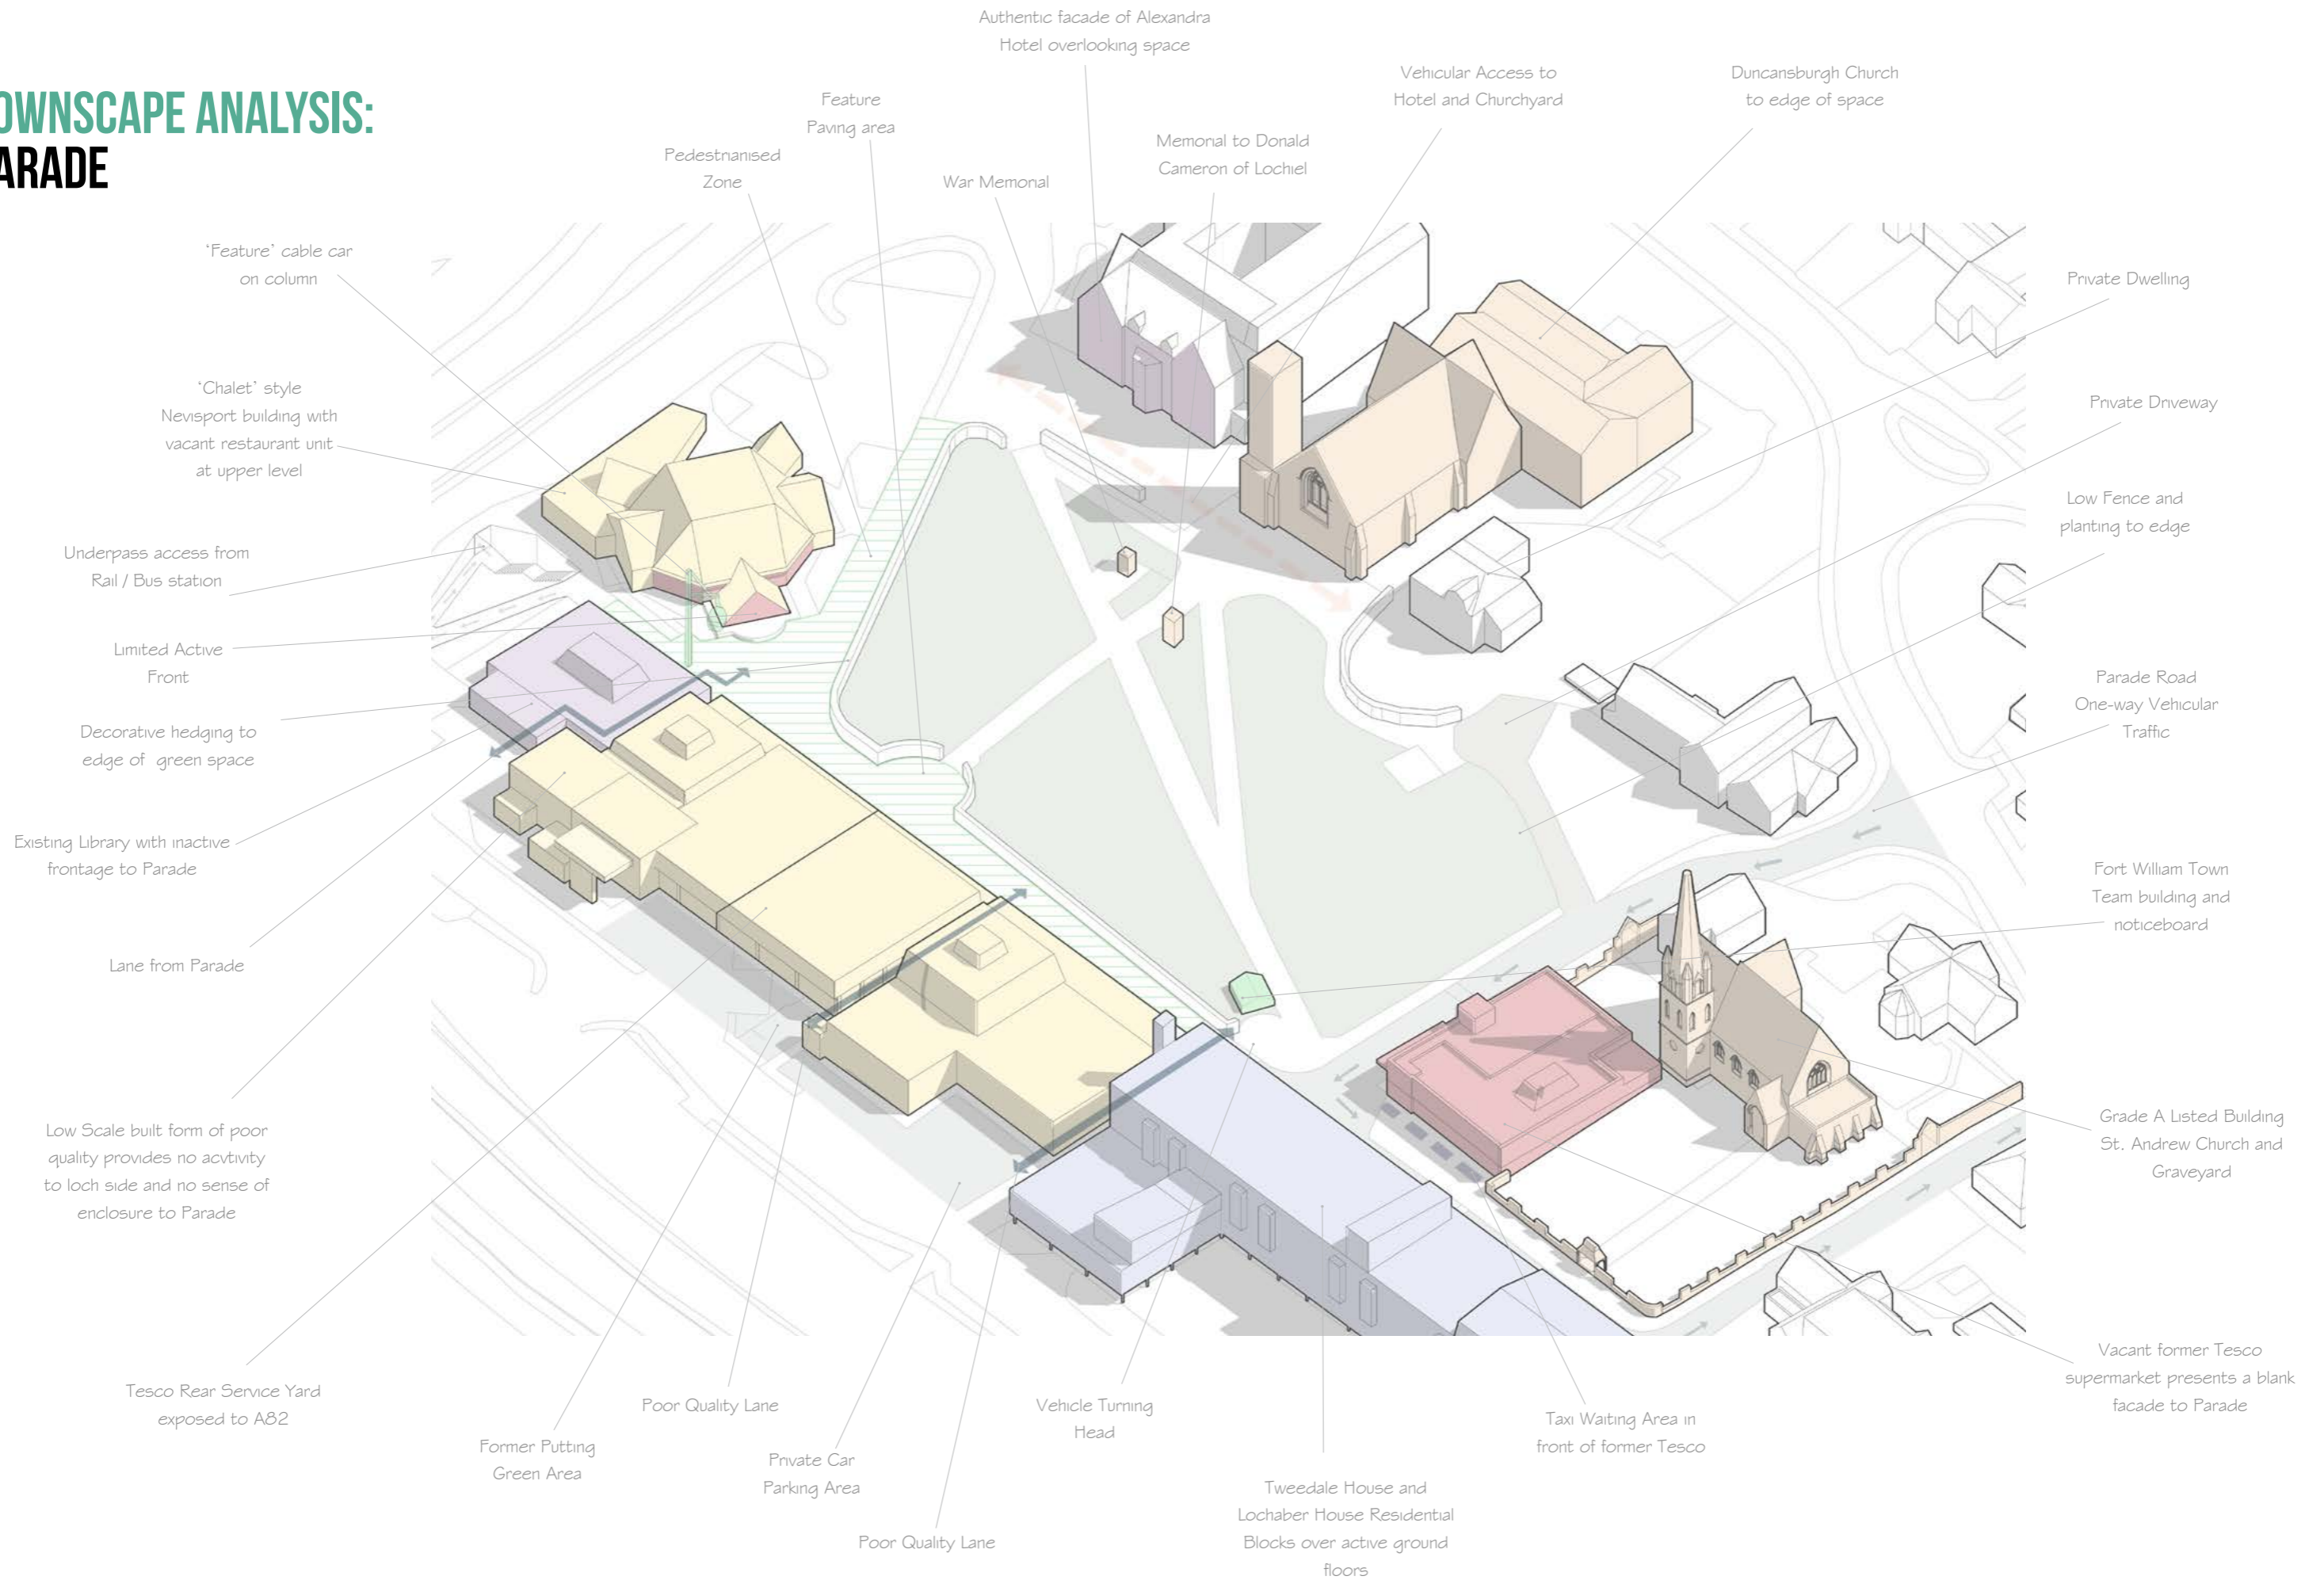 OWNSCAPE ANALYSIS:
ARADE
Authentic facade of Alexandra
Hotel overlooking space
Vehicular Access to
Hotel and Churchyard
Duncansburgh Church
to edge of space
Feature
Paving area
Memorial to Donald
Cameron of Lochiel
Pedestrianised
Zone
War Memorial
'Feature' cable car
on column
Private Dwelling
'Chalet' style
Nevisport building with
vacant restaurant unit
at upper level
Private Driveway
Low Fence and
planting to edge
Underpass access from
Rail / Bus station
Limited Active
Front
Parade Road
One-way Vehicular
Traffic
Decorative hedging to
edge of green space
Existing Library with inactive
frontage to Parade
Fort William Town
Team building and
noticeboard
Lane from Parade
Low Scale built form of poor
quality provides no acvtivity
to loch side and no sense of
enclosure to Parade
Grade A Listed Building
St. Andrew Church and
Graveyard
Tesco Rear Service Yard
exposed to A82
Former Putting
Green Area
Poor Quality Lane
Private Car
Parking Area
Poor Quality Lane
Vehicle Turning
Head
Tweedale House and
Lochaber House Residential
Blocks over active ground
floors
Taxi Waiting Area in
front of former Tesco
Vacant former Tesco
supermarket presents a blank
facade to Parade